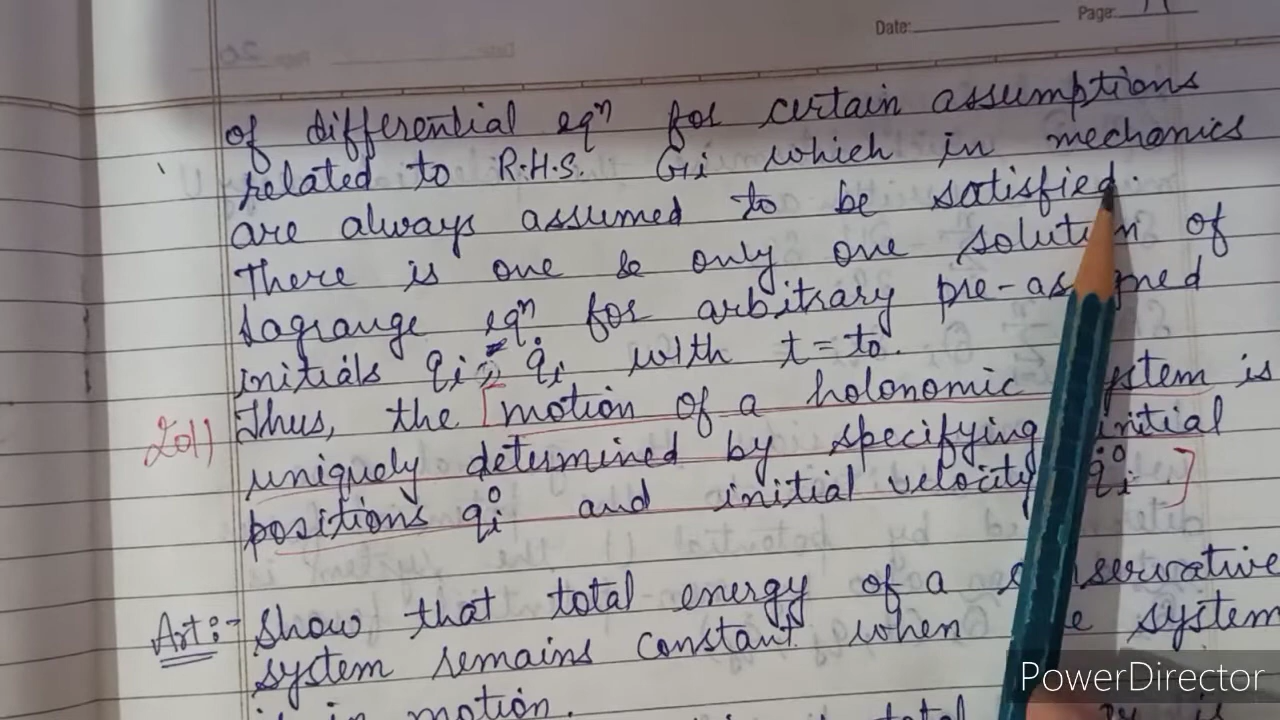 Date: Page:
of differential eqⁿ for certain assumptions
related to R.H.S. Gi which in mechanics
are always assumed to be satisfied.
There is one & only one solution of
Lagrange eqⁿ for arbitrary pre-assigned
initials qi, q̇i with t = to.
2011 Thus, the [motion of a holonomic system is
uniquely determined by specifying initial
positions qi⁰ and initial velocity q̇i⁰]
Art:- Show that total energy of a conservative
system remains constant when the system
is in motion.
total
PowerDirector